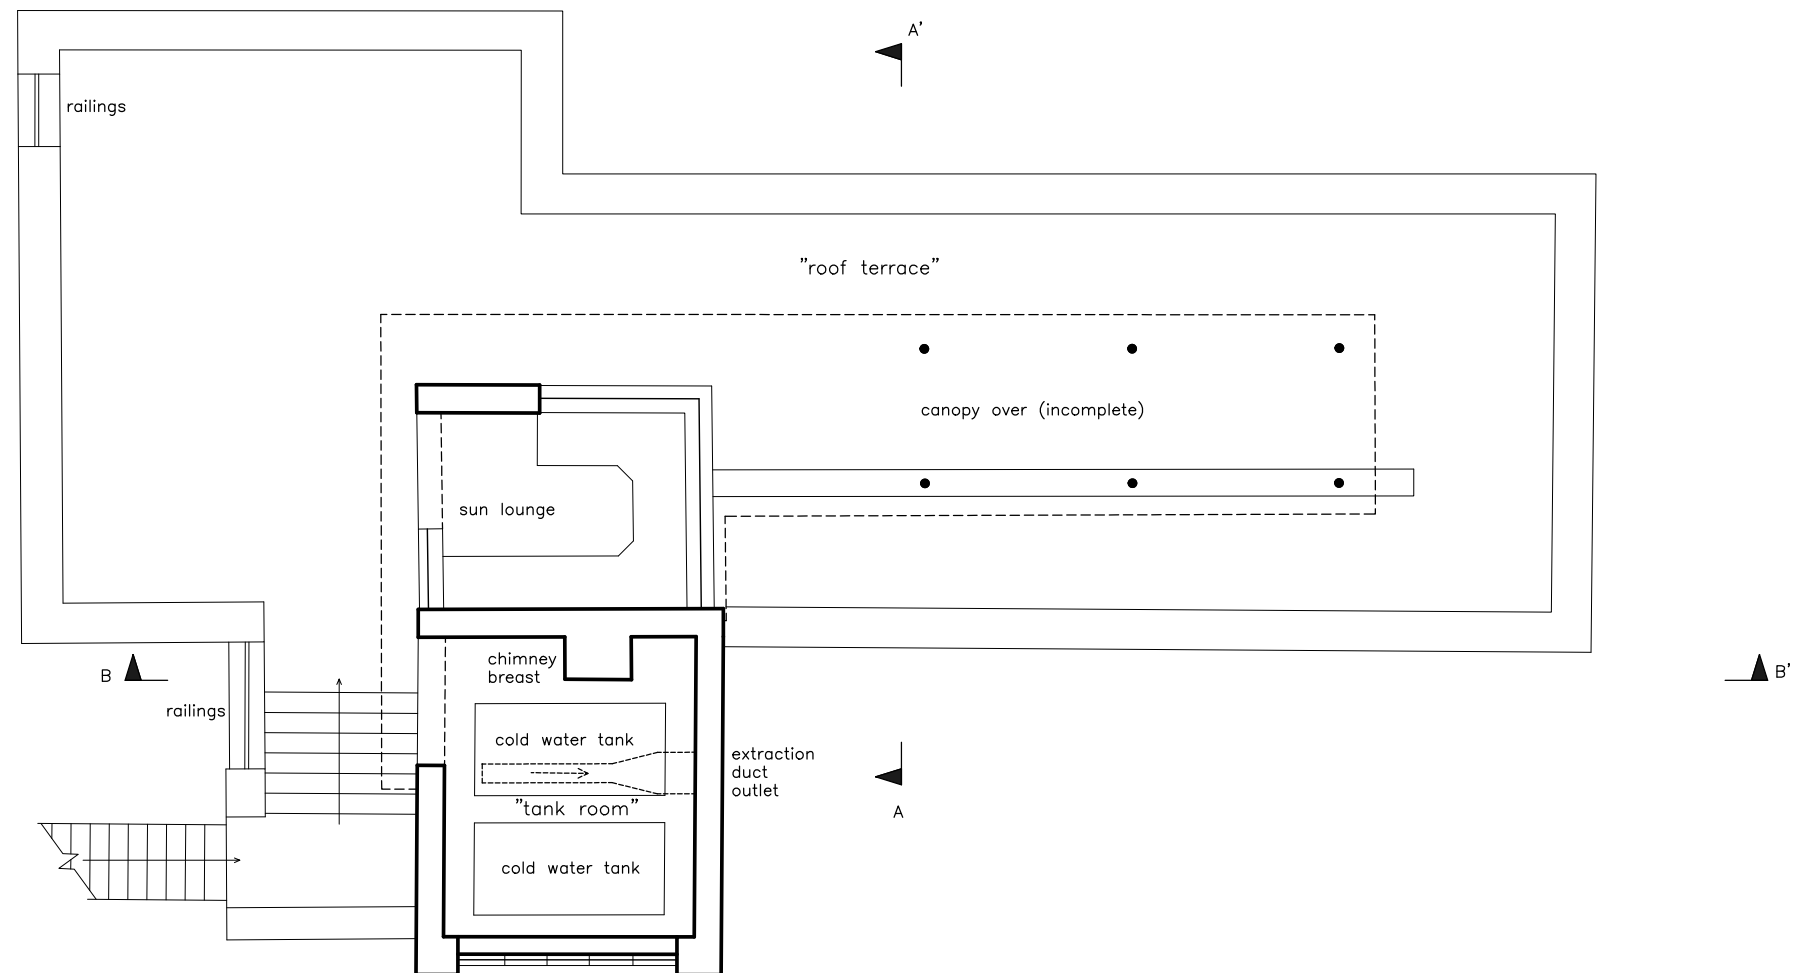 A’
railings
”roof terrace”
canopy over (incomplete)
sun lounge
chimney
breast
B
B’
railings
cold water tank
extraction
duct
outlet
”tank room”
A
cold water tank